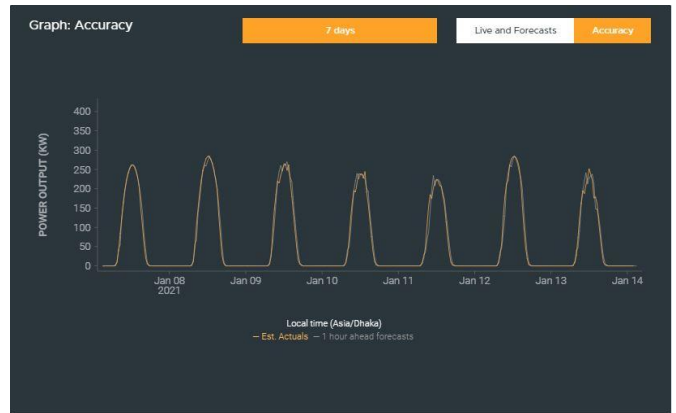 Graph: Accuracy
7 days
Live and Forecasts
Accuracy
POWER OUTPUT (KW)
400
350
300
250
200
150
100
50
0
Jan 08
2021
Jan 09
Jan 10
Jan 11
Jan 12
Jan 13
Jan 14
Local time (Asia/Dhaka)
— Est. Actuals — 1 hour ahead forecasts